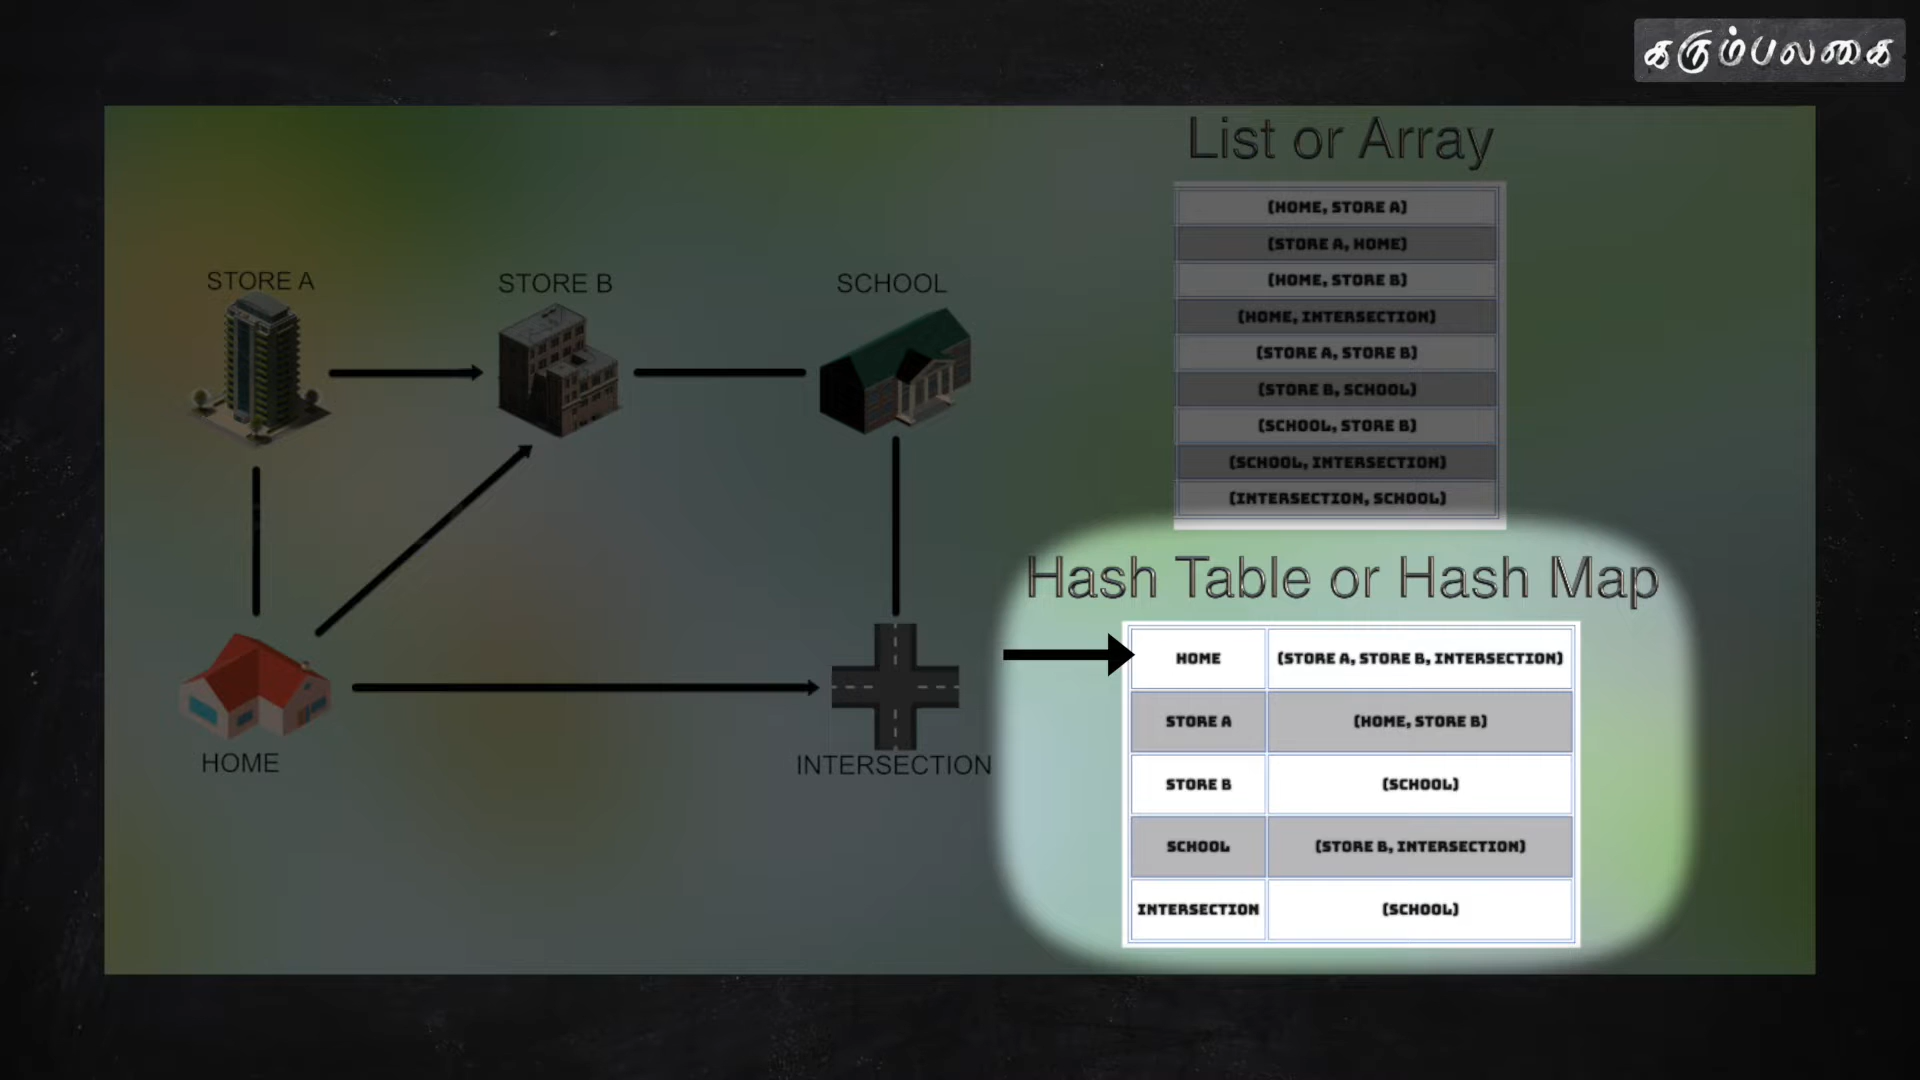 கரும்பலகை
List or Array
(HOME, STORE A)
(STORE A, HOME)
(HOME, STORE B)
(HOME, INTERSECTION)
(STORE A, STORE B)
(STORE B, SCHOOL)
(SCHOOL, STORE B)
(SCHOOL, INTERSECTION)
(INTERSECTION, SCHOOL)
STORE A
STORE B
SCHOOL
HOME
INTERSECTION
Hash Table or Hash Map
HOME (STORE A, STORE B, INTERSECTION)
STORE A (HOME, STORE B)
STORE B (SCHOOL)
SCHOOL (STORE B, INTERSECTION)
INTERSECTION (SCHOOL)